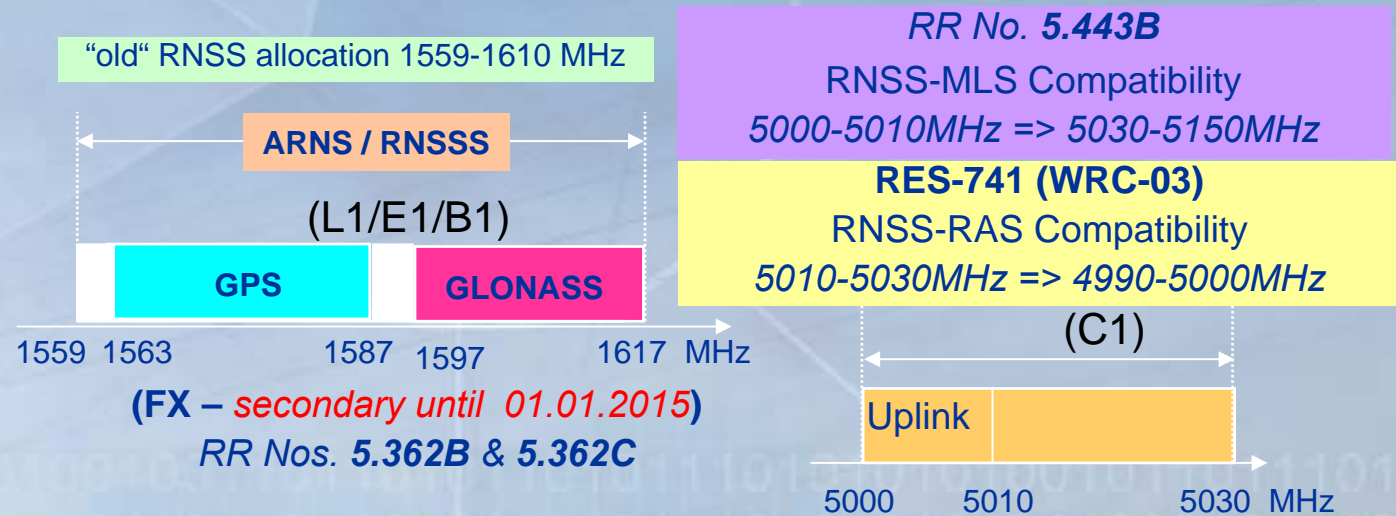 “old“ RNSS allocation 1559-1610 MHz
ARNS / RNSSS
(L1/E1/B1)
GPS
GLONASS
1559 1563 1587 1597 1617 MHz
(FX – secondary until 01.01.2015)
RR Nos. 5.362B & 5.362C
RR No. 5.443B
RNSS-MLS Compatibility
5000-5010MHz => 5030-5150MHz
RES-741 (WRC-03)
RNSS-RAS Compatibility
5010-5030MHz => 4990-5000MHz
(C1)
Uplink
5000 5010 5030 MHz